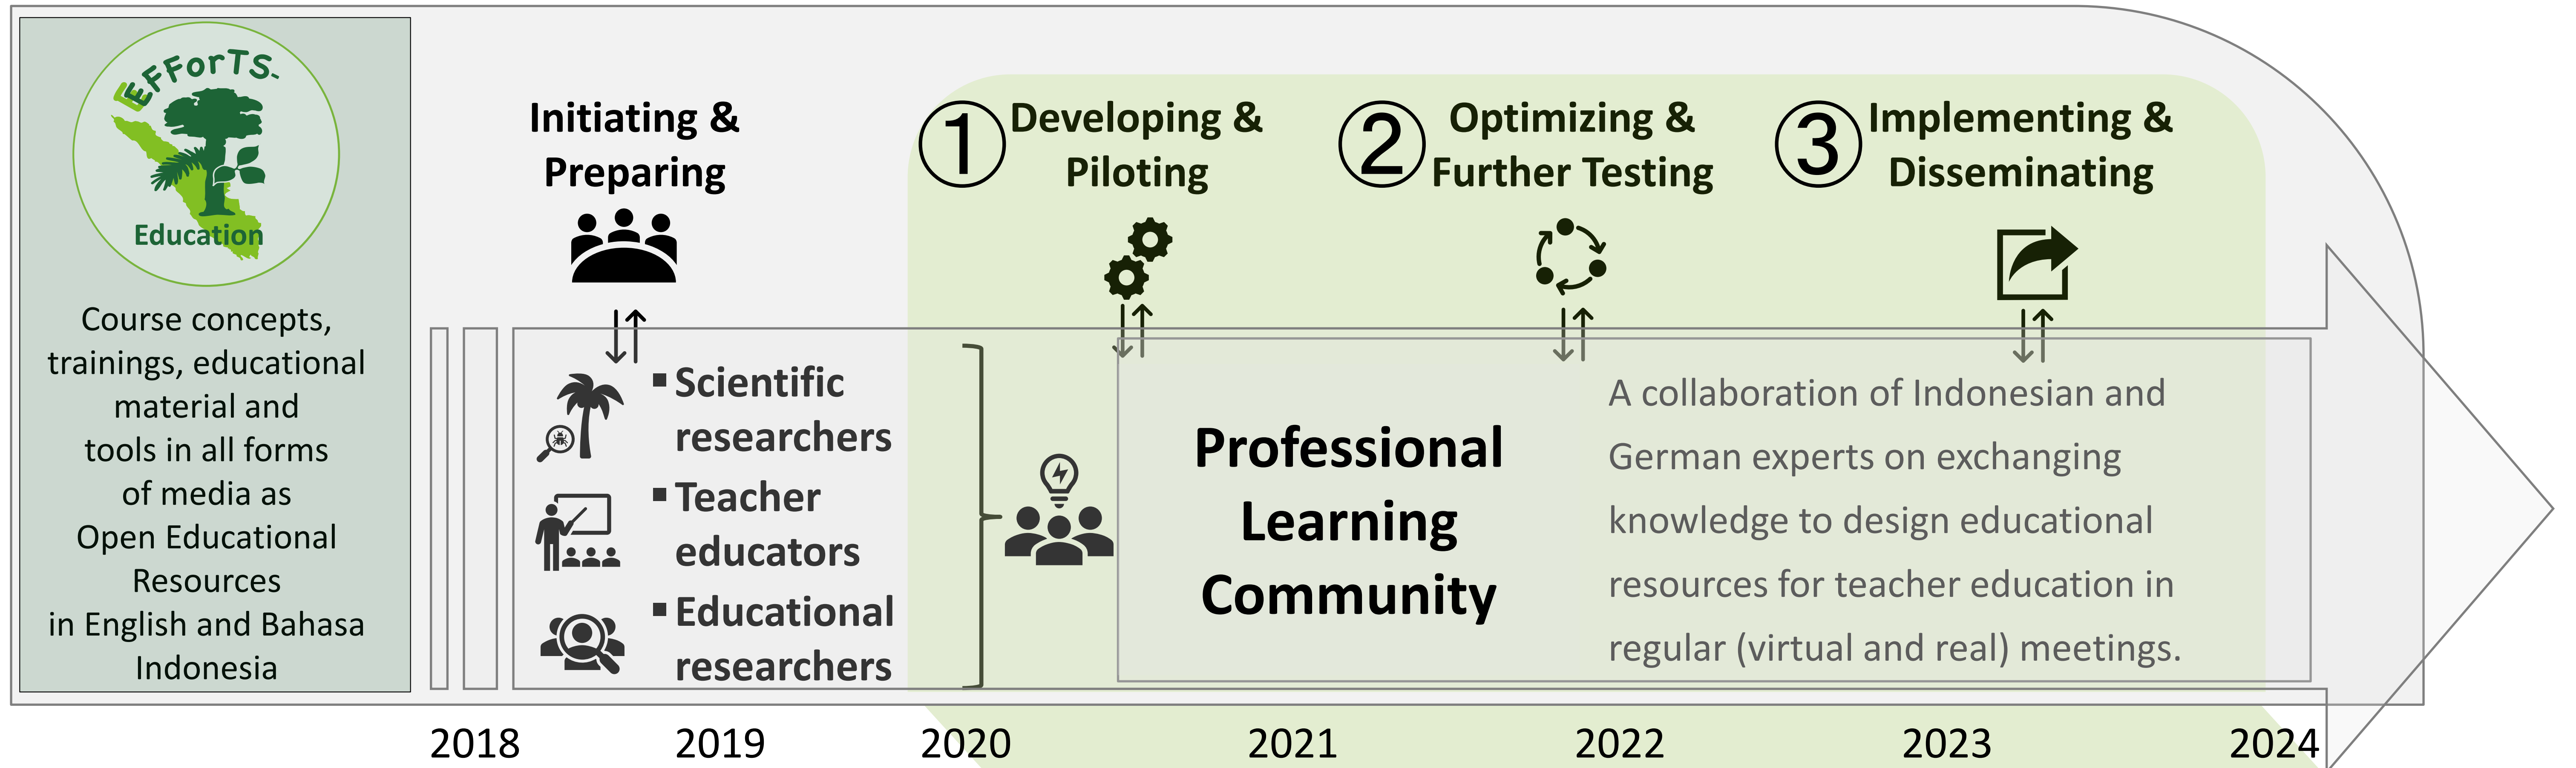 EFForTS-
Education
Course concepts,
trainings, educational
material and
tools in all forms
of media as
Open Educational
Resources
in English and Bahasa
Indonesia
Initiating &
Preparing
1 Developing &
Piloting
2 Optimizing &
Further Testing
3 Implementing &
Disseminating
▪ Scientific
researchers
▪ Teacher
educators
▪ Educational
researchers
Professional
Learning
Community
A collaboration of Indonesian and
German experts on exchanging
knowledge to design educational
resources for teacher education in
regular (virtual and real) meetings.
2018 2019 2020 2021 2022 2023 2024